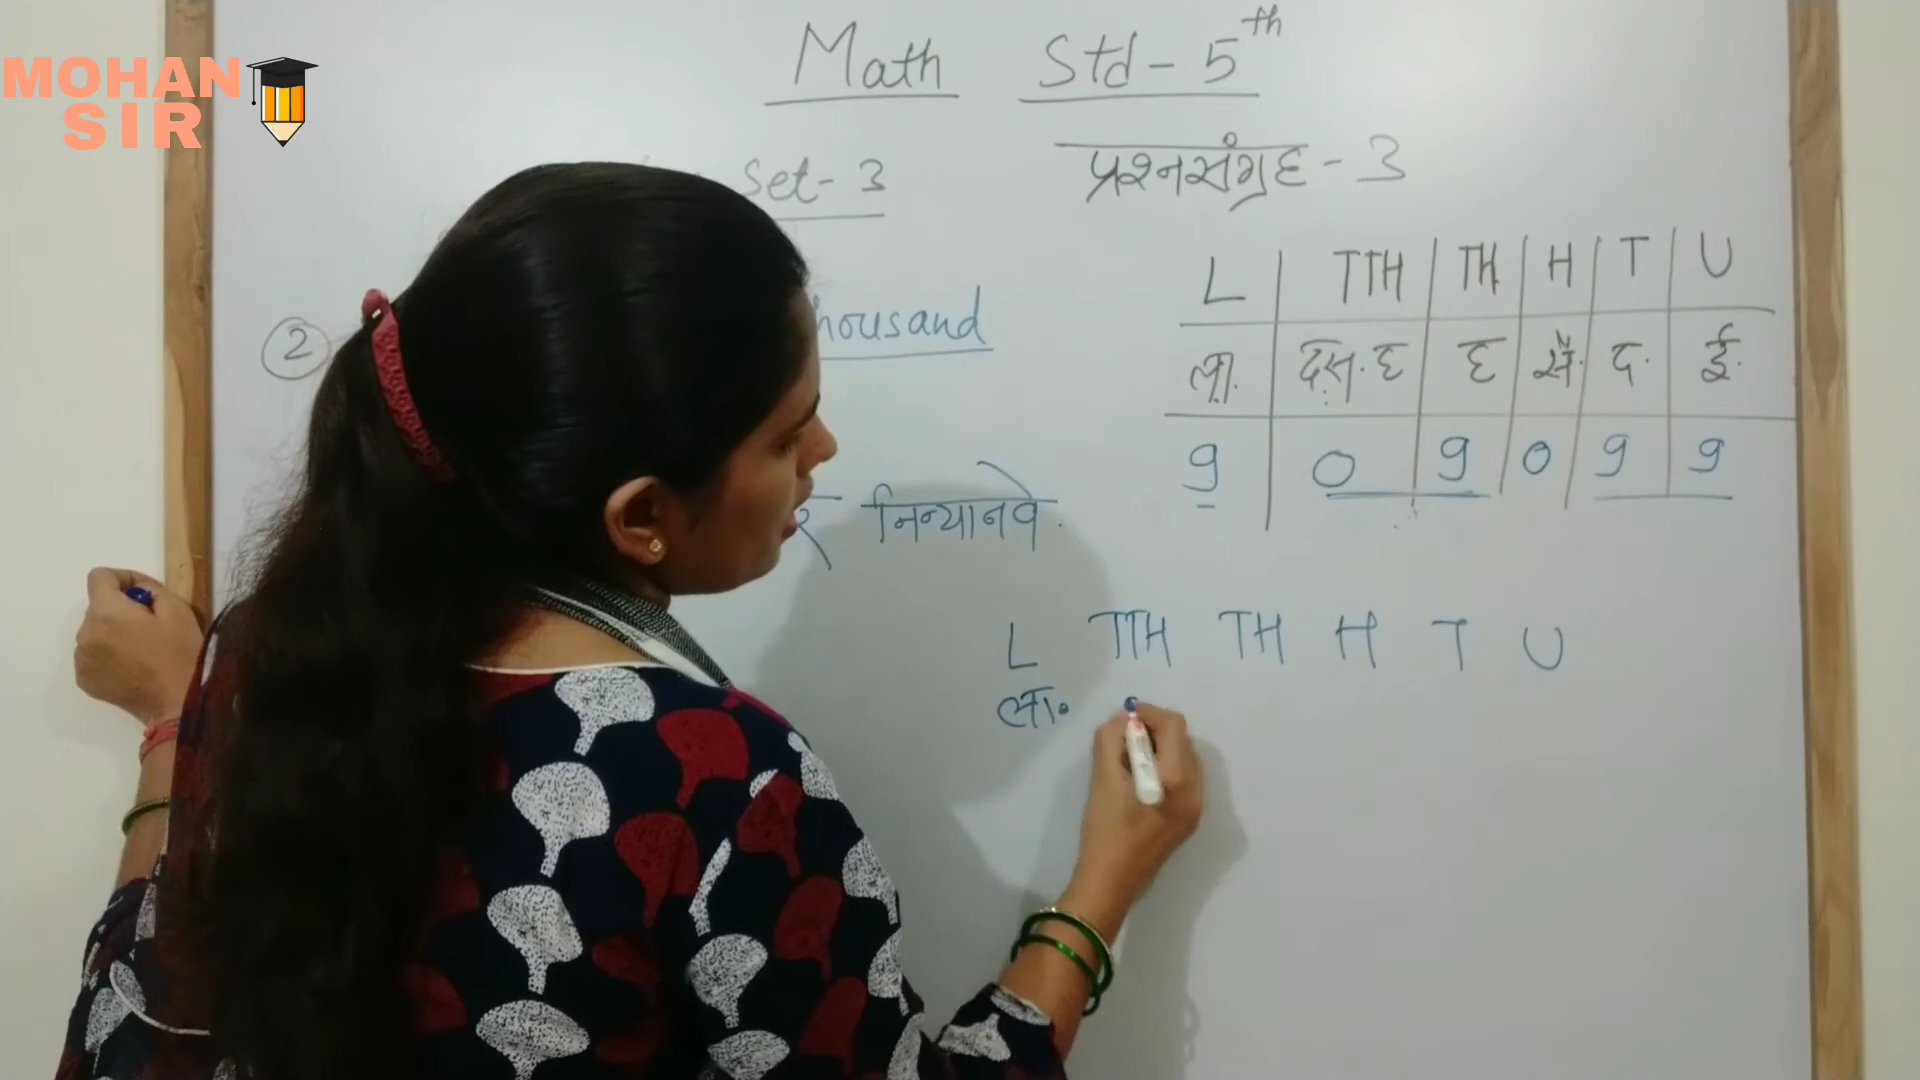 MOHAN
SIR
Math Std - 5th
Set - 3 प्रश्नसंग्रह - 3
2
housand
L TTH TH H T U
ला. दस.ह ह शे. द. ई.
9 0 9 0 9 9
निन्यानवे.
L TTH TH H T U
ला.